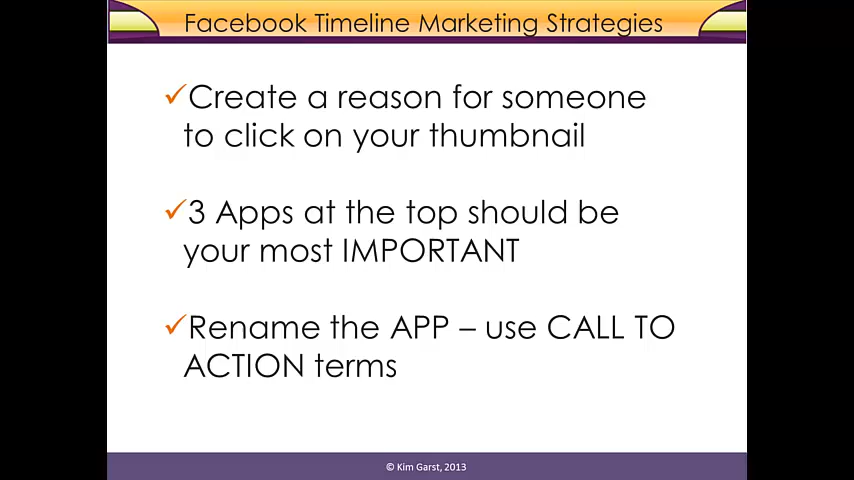 Facebook Timeline Marketing Strategies
✓Create a reason for someone
to click on your thumbnail
✓3 Apps at the top should be
your most IMPORTANT
✓Rename the APP – use CALL TO
ACTION terms
© Kim Garst, 2013